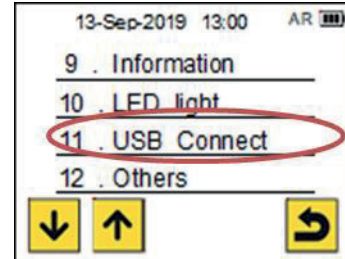 13-Sep-2019 13:00 AR
9 . Information
10 . LED light
11 . USB Connect
12 . Others